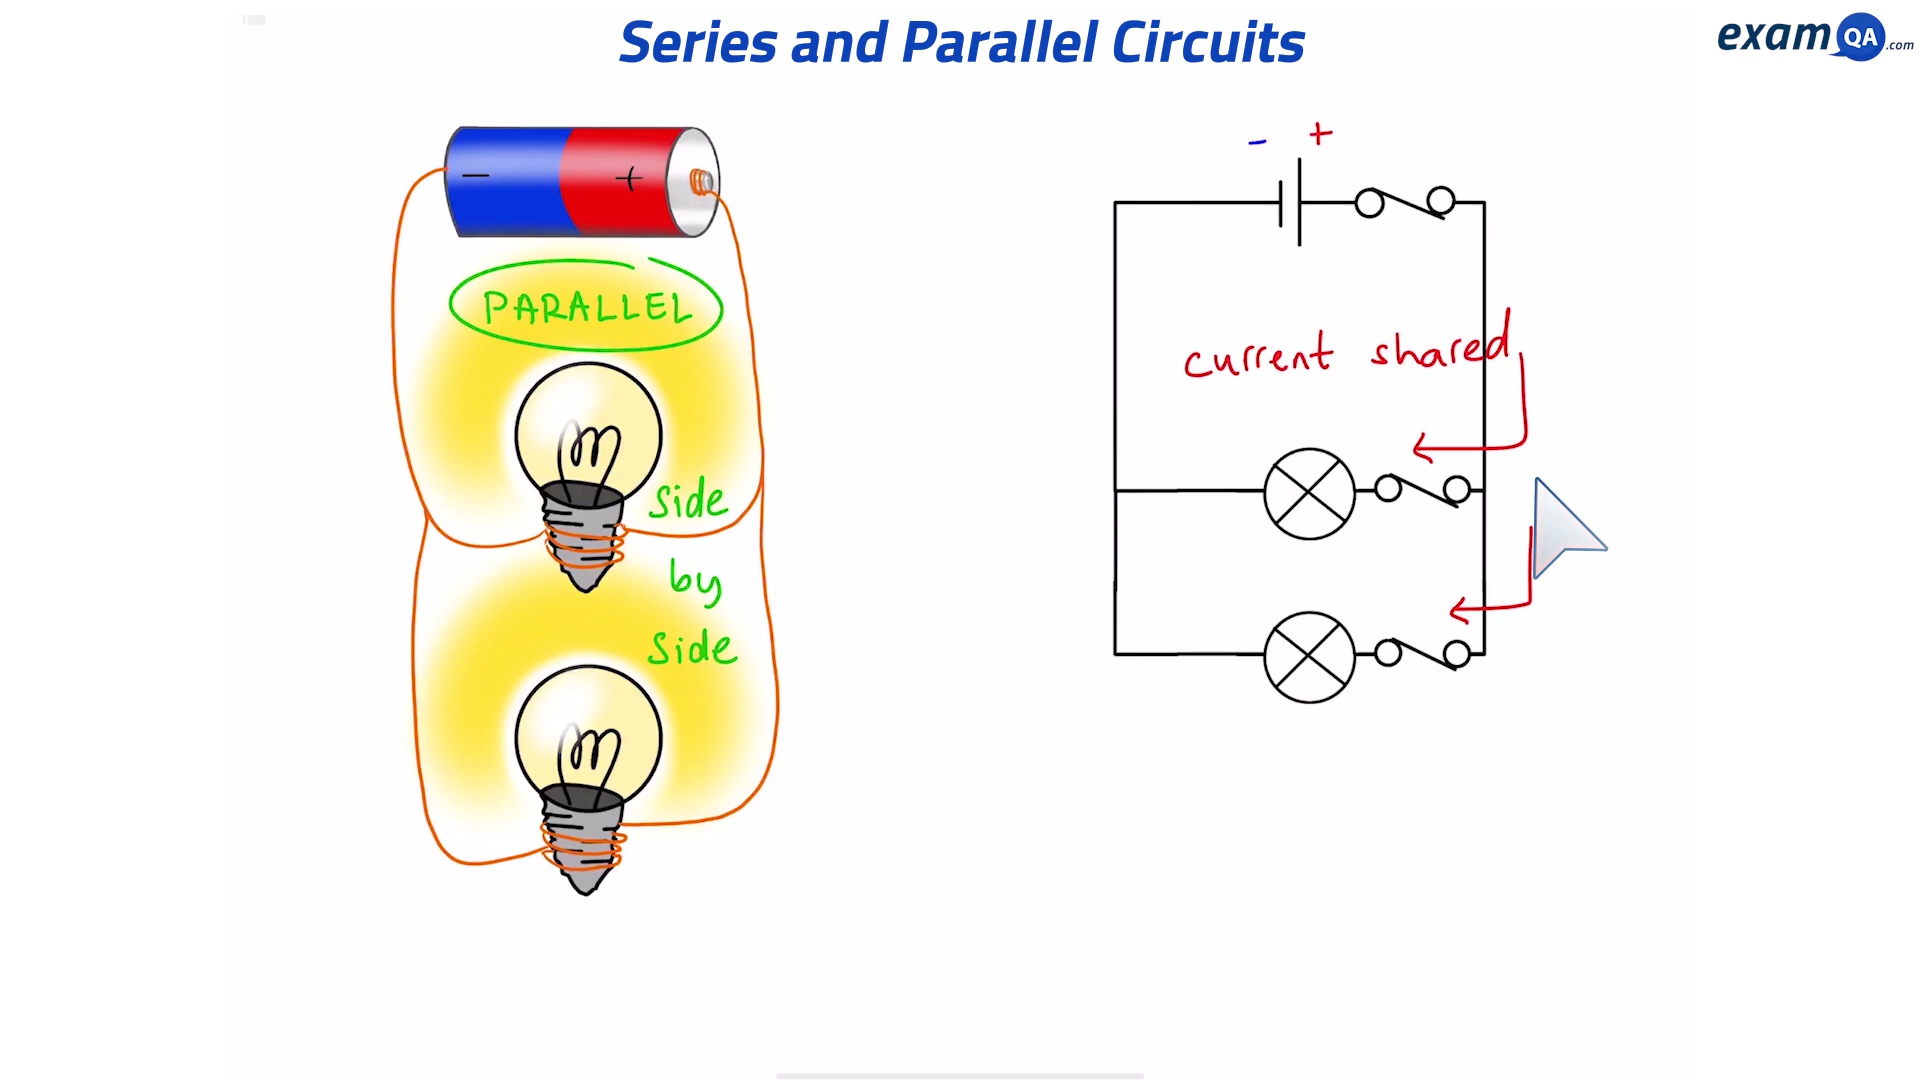 Series and Parallel Circuits
examQA.com
− +
PARALLEL
side
by
side
- +
current shared